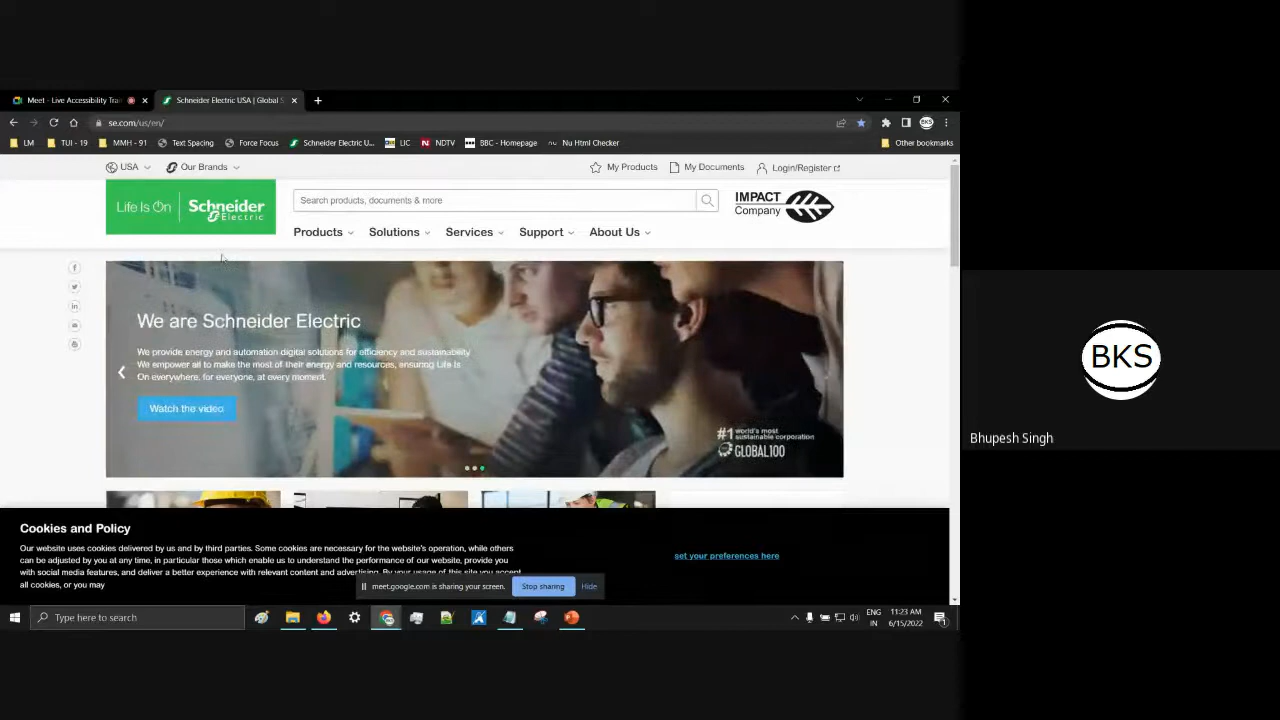 Meet - Live Accessibility Trai
Schneider Electric USA | Global S
se.com/us/en/
LM
TUI - 19
MMH - 91
Text Spacing
Force Focus
Schneider Electric U...
LIC
NDTV
BBC - Homepage
Nu Html Checker
Other bookmarks
USA
Our Brands
My Products
My Documents
Login/Register
Life Is On
Schneider
Electric
Search products, documents & more
IMPACT
Company
Products
Solutions
Services
Support
About Us
We are Schneider Electric
We provide energy and automation digital solutions for efficiency and sustainability.
We empower all to make the most of their energy and resources, ensuring Life Is
On everywhere, for everyone, at every moment.
Watch the video
#1 world's most
sustainable corporation
GLOBAL100
Cookies and Policy
Our website uses cookies delivered by us and by third parties. Some cookies are necessary for the website's operation, while others
can be adjusted by you at any time, in particular those which enable us to understand the performance of our website, provide you
with social media features, and deliver a better experience with relevant content and advertising. By your usage of this site you accept
all cookies, or you may
set your preferences here
meet.google.com is sharing your screen.
Stop sharing
Hide
Type here to search
ENG
IN
11:23 AM
6/15/2022
BKS
BKS
Bhupesh Singh